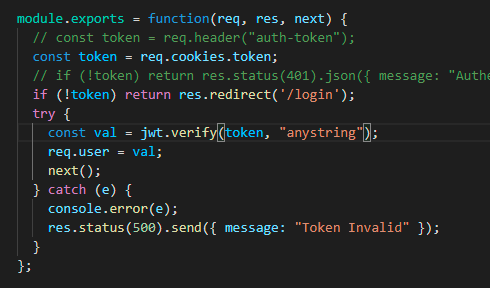 module.exports = function(req, res, next) {
  // const token = req.header("auth-token");
  const token = req.cookies.token;
  // if (!token) return res.status(401).json({ message: "Authe
  if (!token) return res.redirect('/login');
  try {
    const val = jwt.verify(token, "anystring");
    req.user = val;
    next();
  } catch (e) {
    console.error(e);
    res.status(500).send({ message: "Token Invalid" });
  }
};